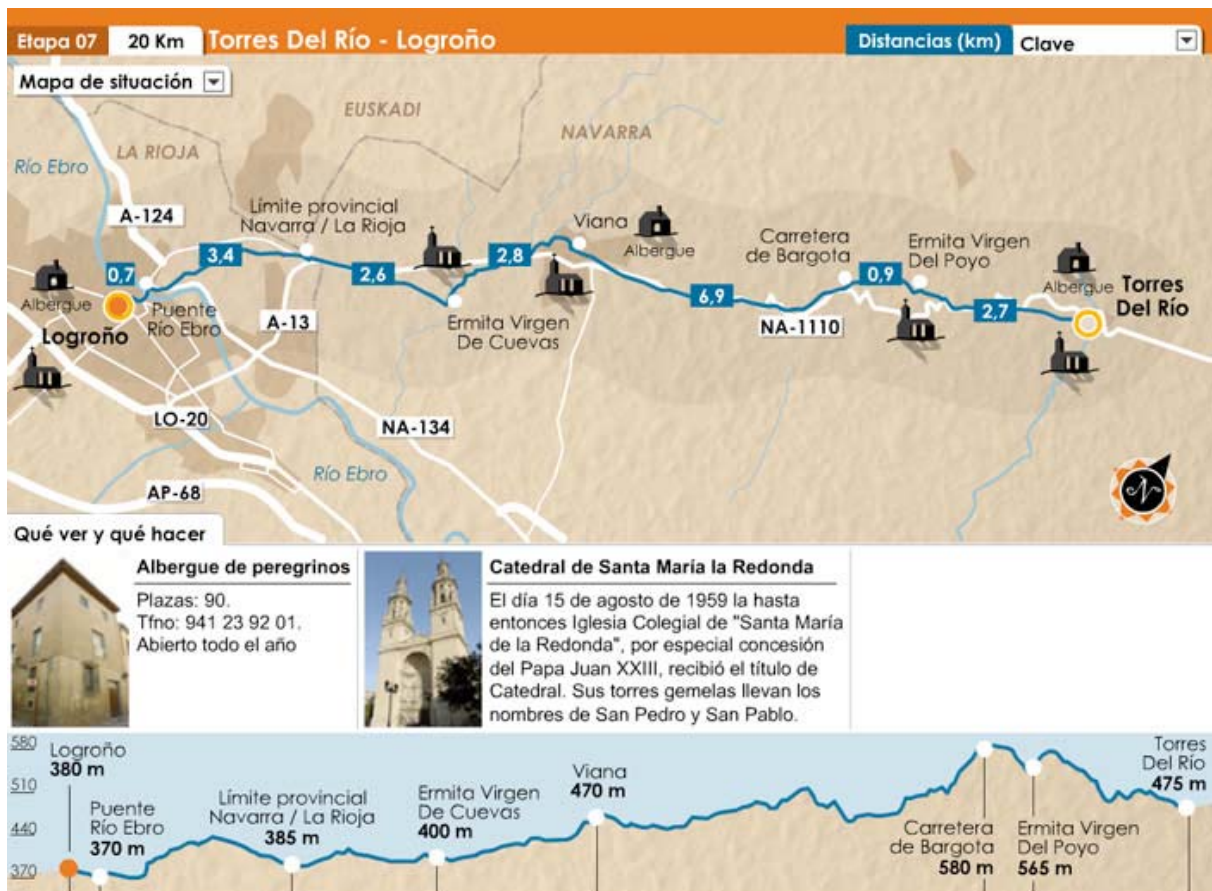 Etapa 07
20 Km
Torres Del Río - Logroño
Distancias (km)
Clave
Mapa de situación
EUSKADI
NAVARRA
LA RIOJA
Río Ebro
A-124
Límite provincial
Navarra / La Rioja
Viana
Albergue
Carretera
de Bargota
Ermita Virgen
Del Poyo
Albergue
Torres
Del Río
0,7
3,4
2,6
2,8
6,9
0,9
2,7
Albergue
Logroño
Puente
Río Ebro
A-13
Ermita Virgen
De Cuevas
NA-1110
LO-20
NA-134
Río Ebro
AP-68
N
Qué ver y qué hacer
Albergue de peregrinos
Plazas: 90.
Tfno: 941 23 92 01.
Abierto todo el año
Catedral de Santa María la Redonda
El día 15 de agosto de 1959 la hasta
entonces Iglesia Colegial de "Santa María
de la Redonda", por especial concesión
del Papa Juan XXIII, recibió el título de
Catedral. Sus torres gemelas llevan los
nombres de San Pedro y San Pablo.
580
510
440
370
Logroño
380 m
Puente
Río Ebro
370 m
Límite provincial
Navarra / La Rioja
385 m
Ermita Virgen
De Cuevas
400 m
Viana
470 m
Carretera
de Bargota
580 m
Ermita Virgen
Del Poyo
565 m
Torres
Del Río
475 m